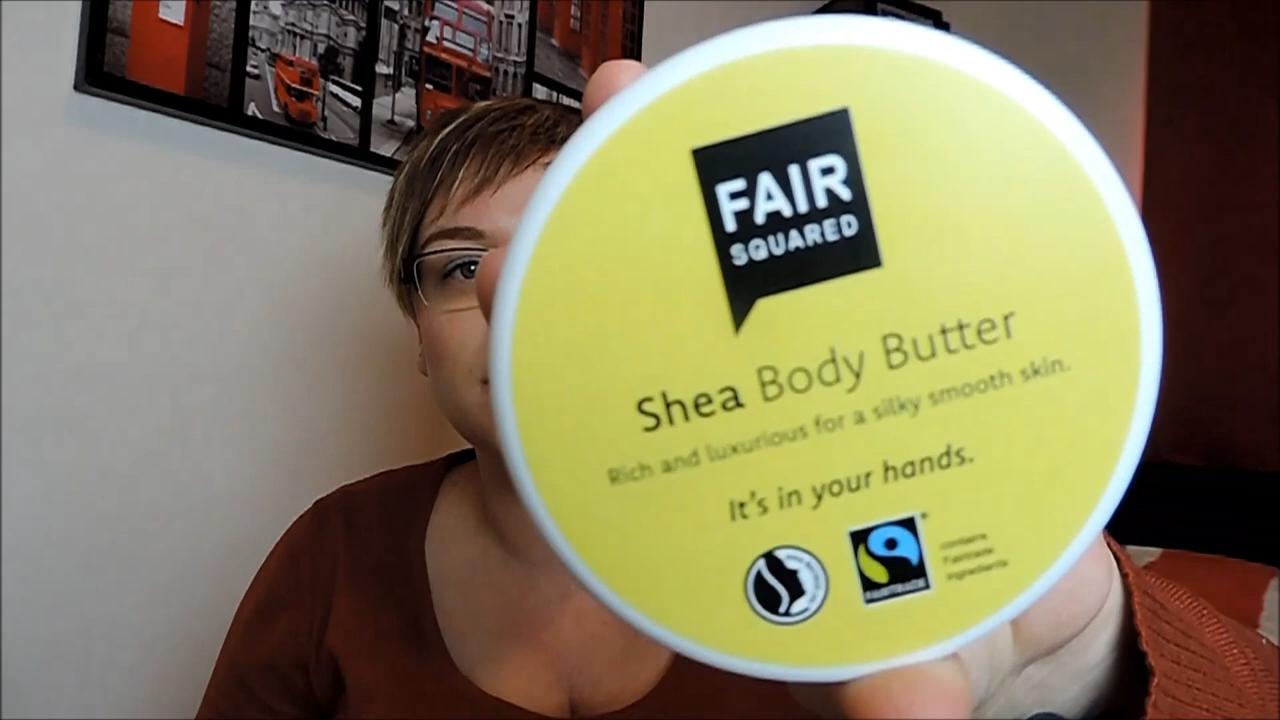 FAIR
SQUARED
Shea Body Butter
Rich and luxurious for a silky smooth skin.
It's in your hands.
FAIRTRADE
contains
Fairtrade
ingredients